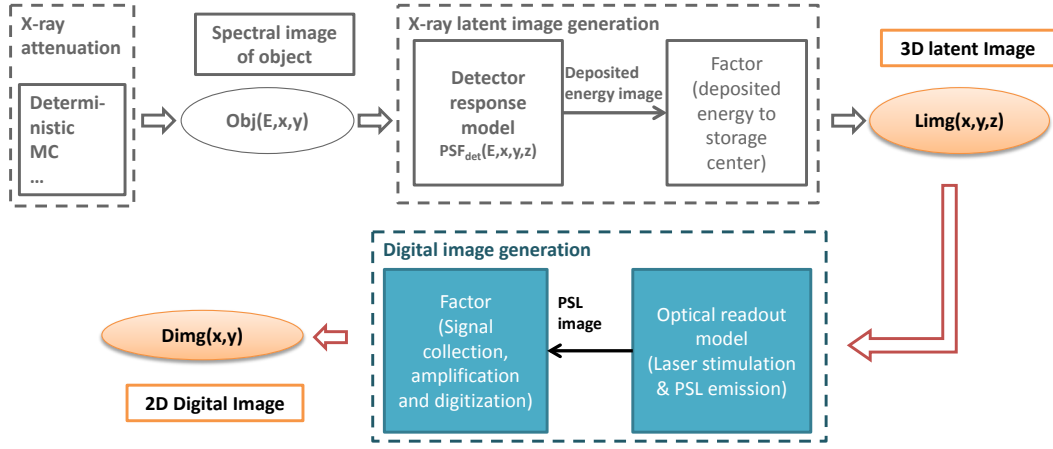 X-ray
attenuation
Determi-
nistic
MC
...
Spectral image
of object
Obj(E,x,y)
X-ray latent image generation
Detector
response
model
PSFdet(E,x,y,z)
Deposited
energy image
Factor
(deposited
energy to
storage
center)
3D latent Image
Limg(x,y,z)
Digital image generation
Factor
(Signal
collection,
amplification
and digitization)
PSL
image
Optical readout
model
(Laser stimulation
& PSL emission)
Dimg(x,y)
2D Digital Image